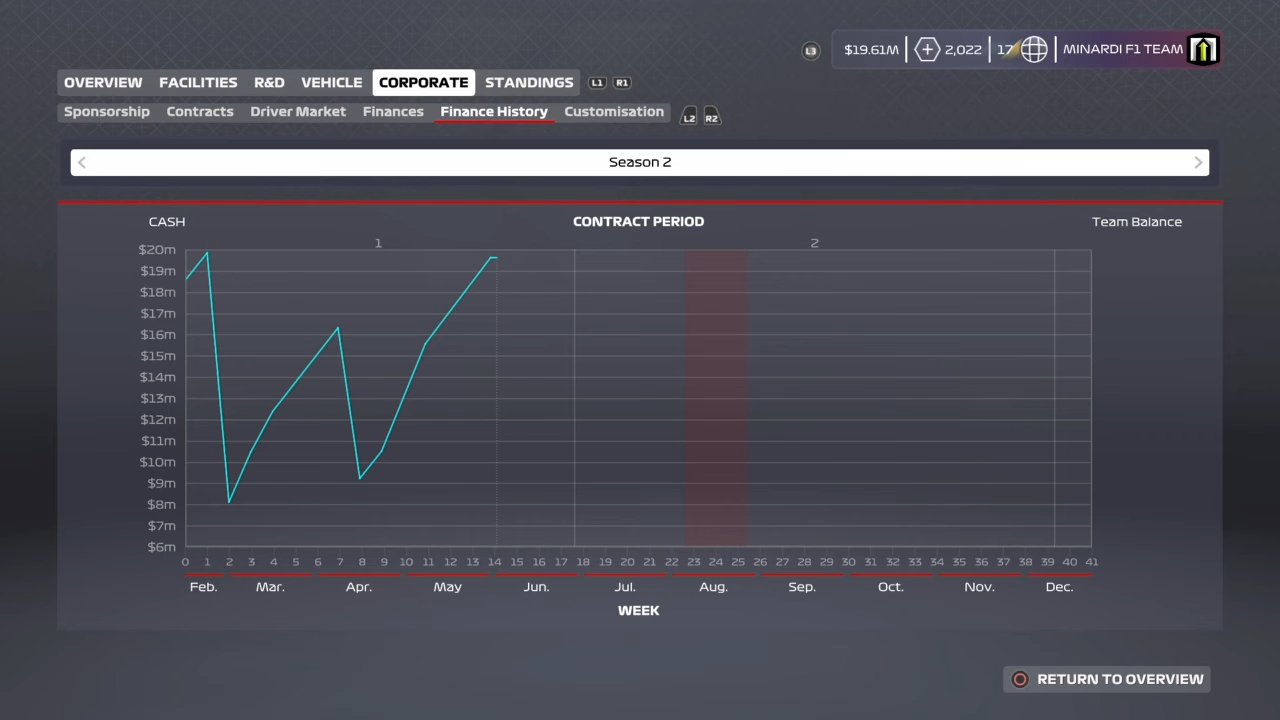 L3 $19.61M 2,022 17 MINARDI F1 TEAM
OVERVIEW FACILITIES R&D VEHICLE CORPORATE STANDINGS L1 R1
Sponsorship Contracts Driver Market Finances Finance History Customisation L2 R2
Season 2
CASH CONTRACT PERIOD Team Balance
1 2
$20m
$19m
$18m
$17m
$16m
$15m
$14m
$13m
$12m
$11m
$10m
$9m
$8m
$7m
$6m
0 1 2 3 4 5 6 7 8 9 10 11 12 13 14 15 16 17 18 19 20 21 22 23 24 25 26 27 28 29 30 31 32 33 34 35 36 37 38 39 40 41
Feb. Mar. Apr. May Jun. Jul. Aug. Sep. Oct. Nov. Dec.
WEEK
RETURN TO OVERVIEW